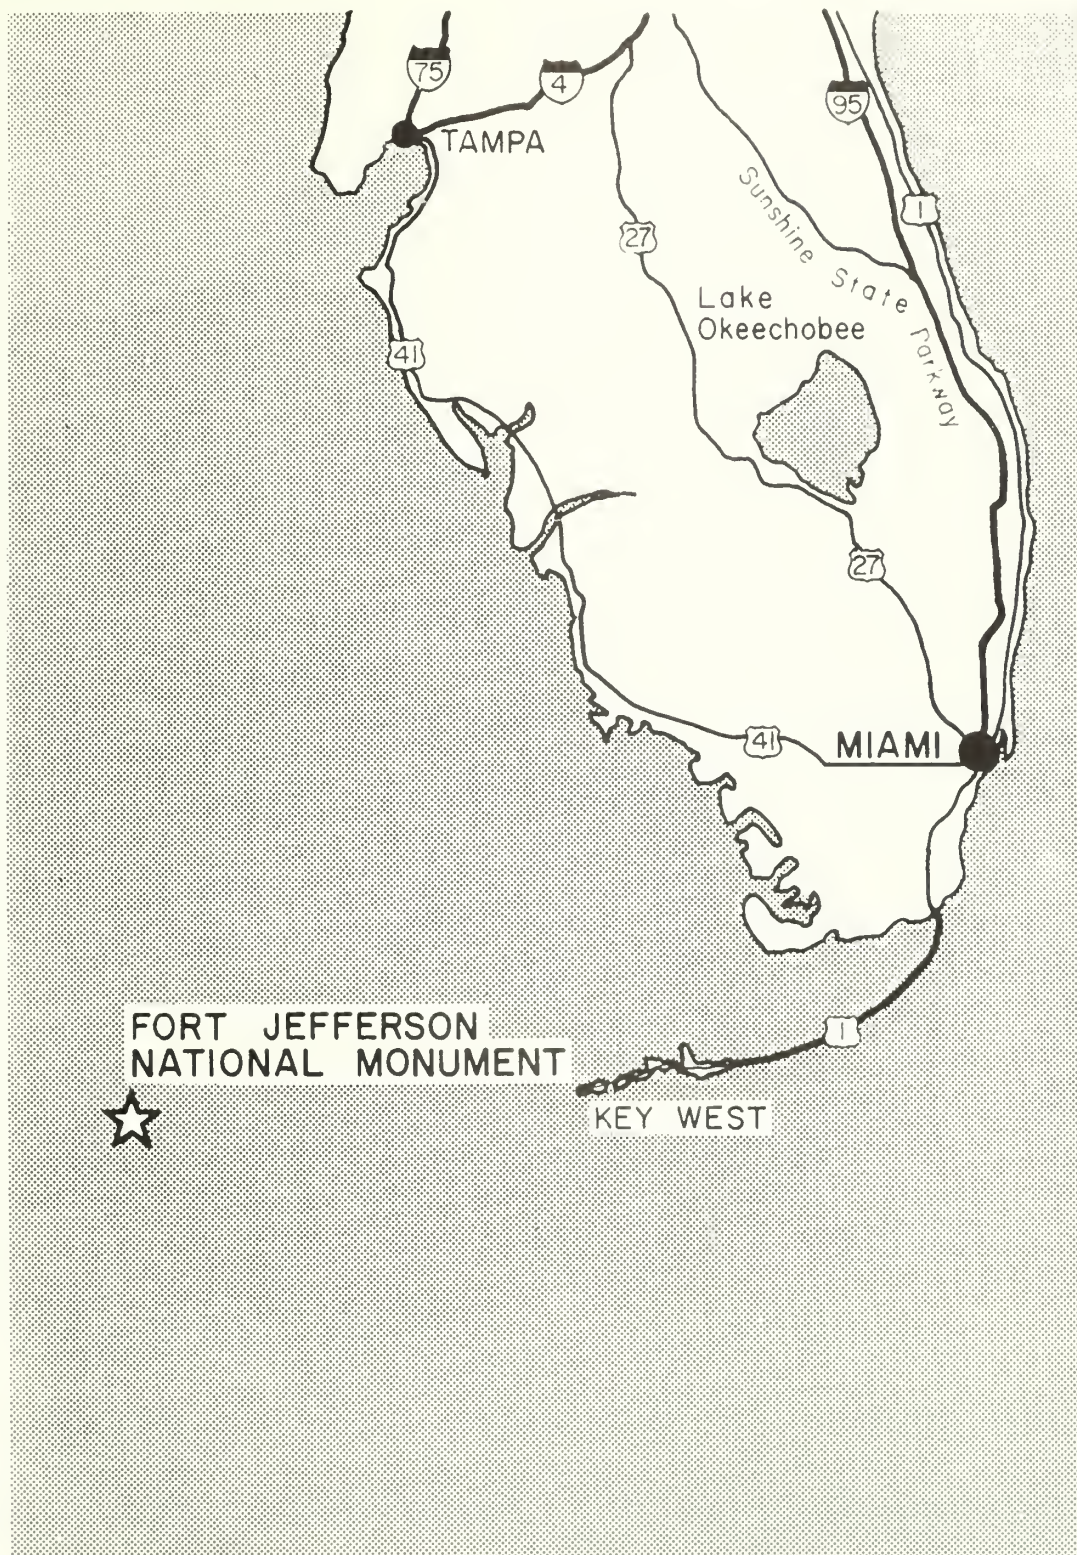 75
4
95
TAMPA
1
27
Sunshine State Parkway
Lake
Okeechobee
41
27
41
MIAMI
FORT JEFFERSON
NATIONAL MONUMENT
1
KEY WEST